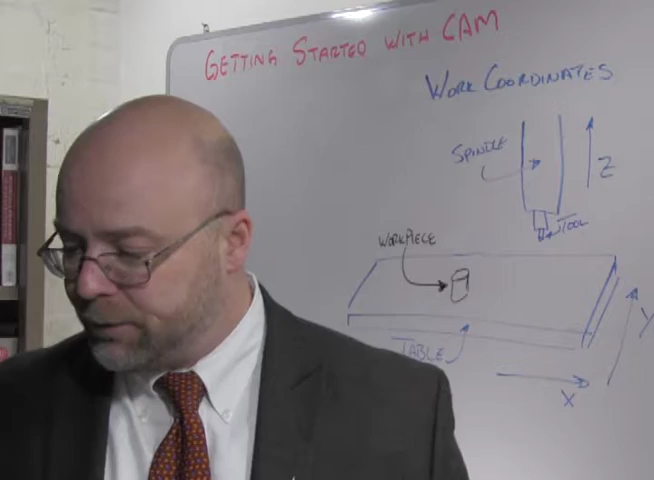 GETTING STARTED WITH CAM
WORK COORDINATES
SPINDLE
Z
TOOL
WORKPIECE
Y
TABLE
X